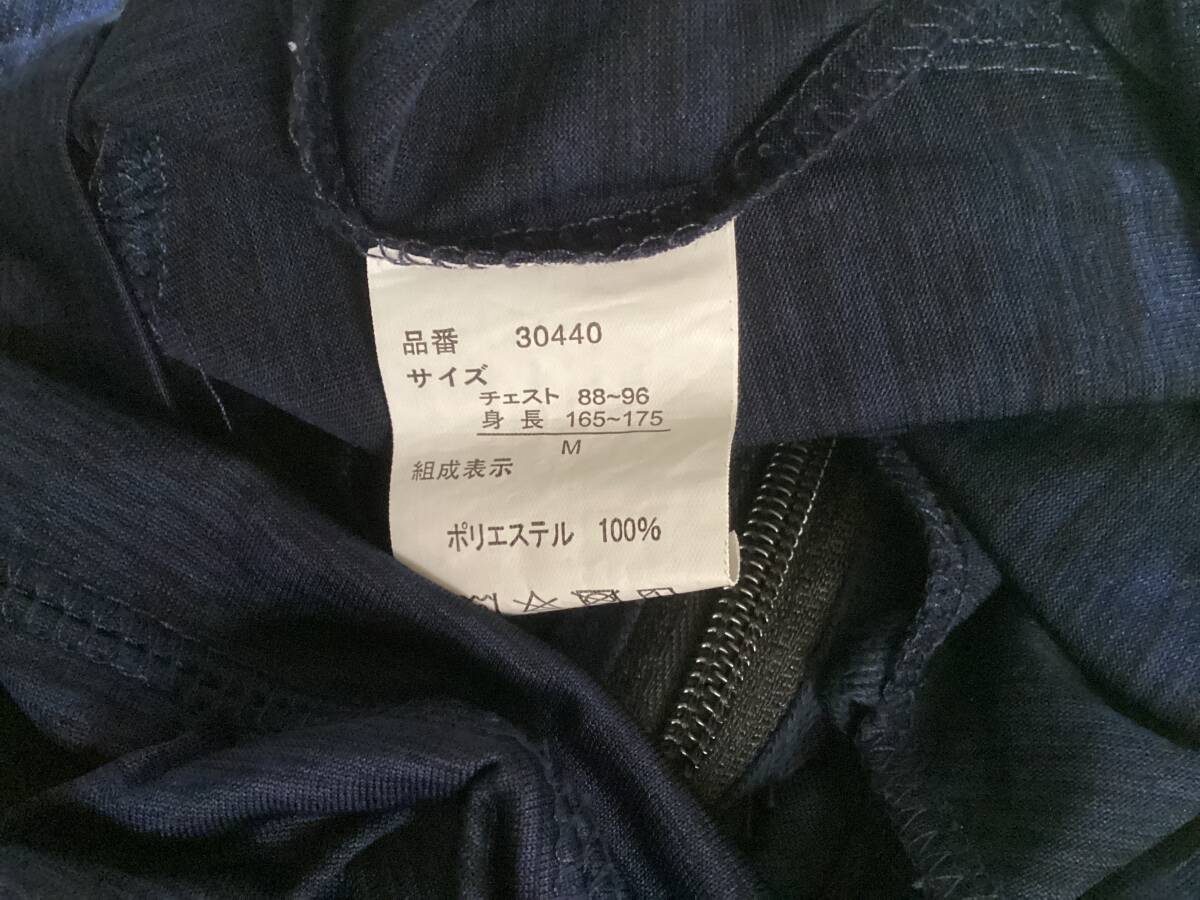 品番 30440
サイズ
チェスト 88~96
身長 165~175
M
組成表示
ポリエステル 100%